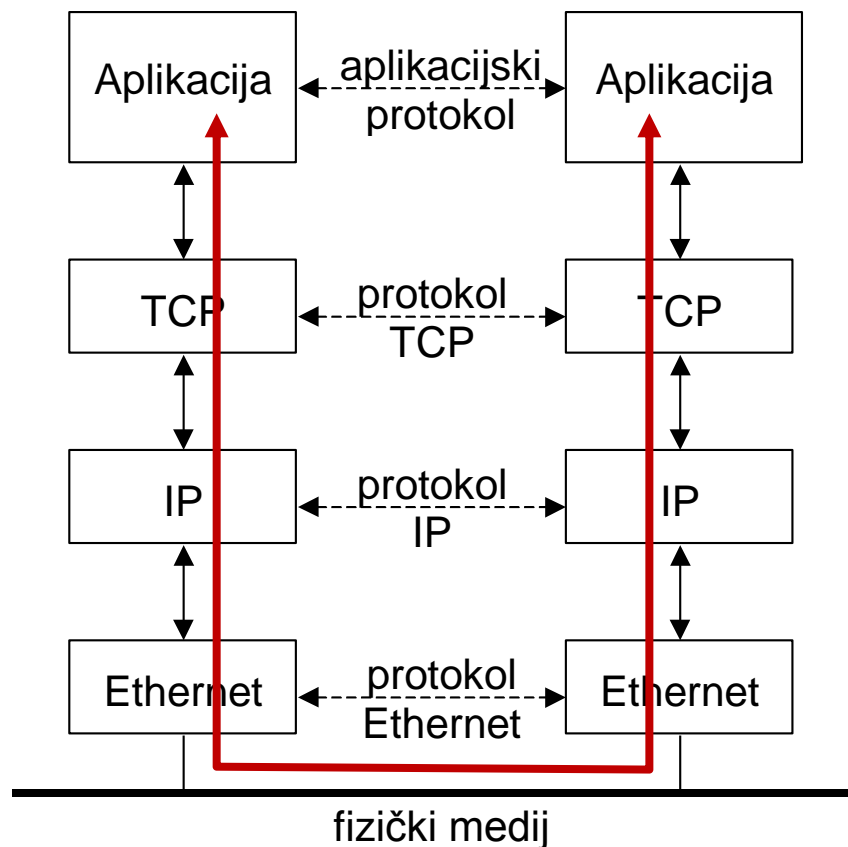 Aplikacija
aplikacijski
protokol
Aplikacija
TCP
protokol
TCP
TCP
IP
protokol
IP
IP
Ethernet
protokol
Ethernet
Ethernet
fizički medij